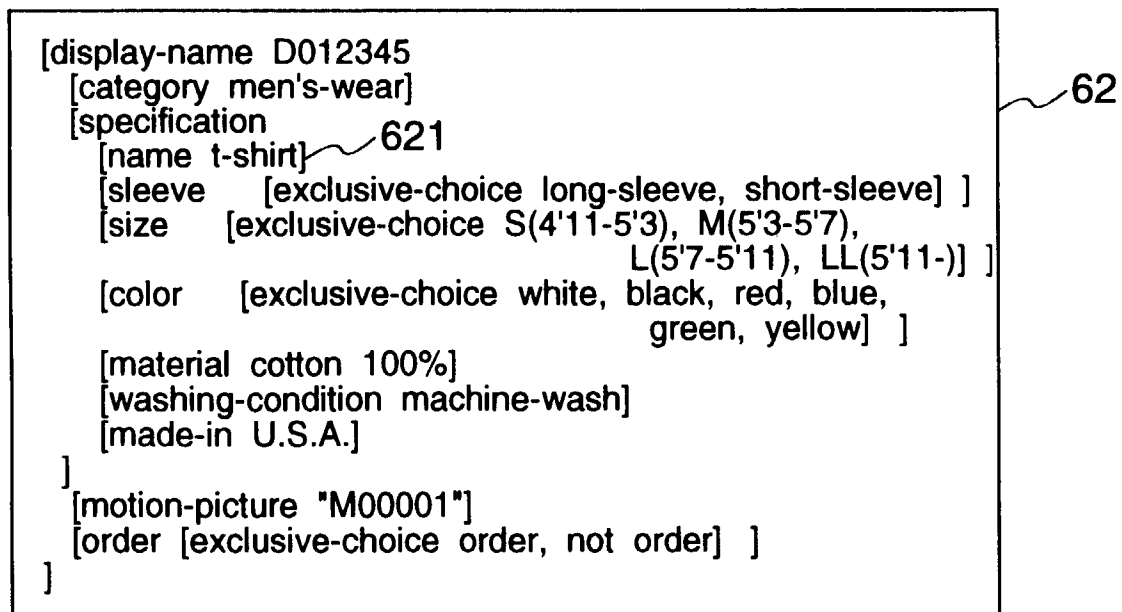 [display-name D012345
[category men's-wear]
62
[specification
621
[name t-shirt]
[sleeve [exclusive-choice long-sleeve, short-sleeve] ]
[size [exclusive-choice S(4'11-5'3), M(5'3-5'7),
L(5'7-5'11), LL(5'11-)] ]
[color [exclusive-choice white, black, red, blue,
green, yellow] ]
[material cotton 100%]
[washing-condition machine-wash]
[made-in U.S.A.]
]
[motion-picture "M00001"]
[order [exclusive-choice order, not order] ]
]